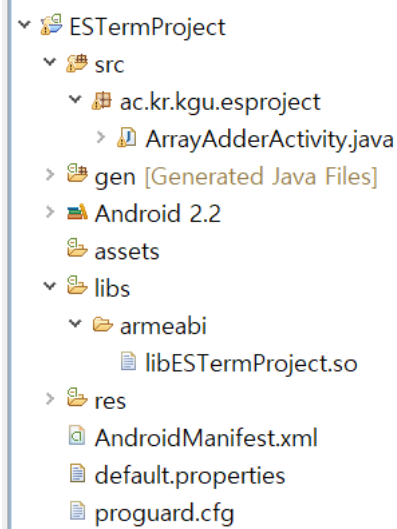 ESTermProject
src
ac.kr.kgu.esproject
ArrayAdderActivity.java
gen [Generated Java Files]
Android 2.2
assets
libs
armeabi
libESTermProject.so
res
AndroidManifest.xml
default.properties
proguard.cfg